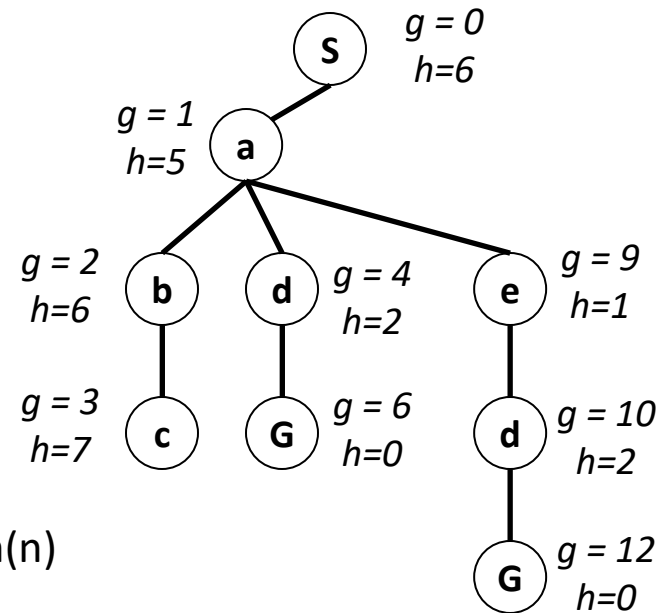 S
g = 0
h=6
g = 1
h=5
a
g = 2
h=6
b
d
g = 4
h=2
e
g = 9
h=1
g = 3
h=7
c
G
g = 6
h=0
d
g = 10
h=2
(n)
G
g = 12
h=0